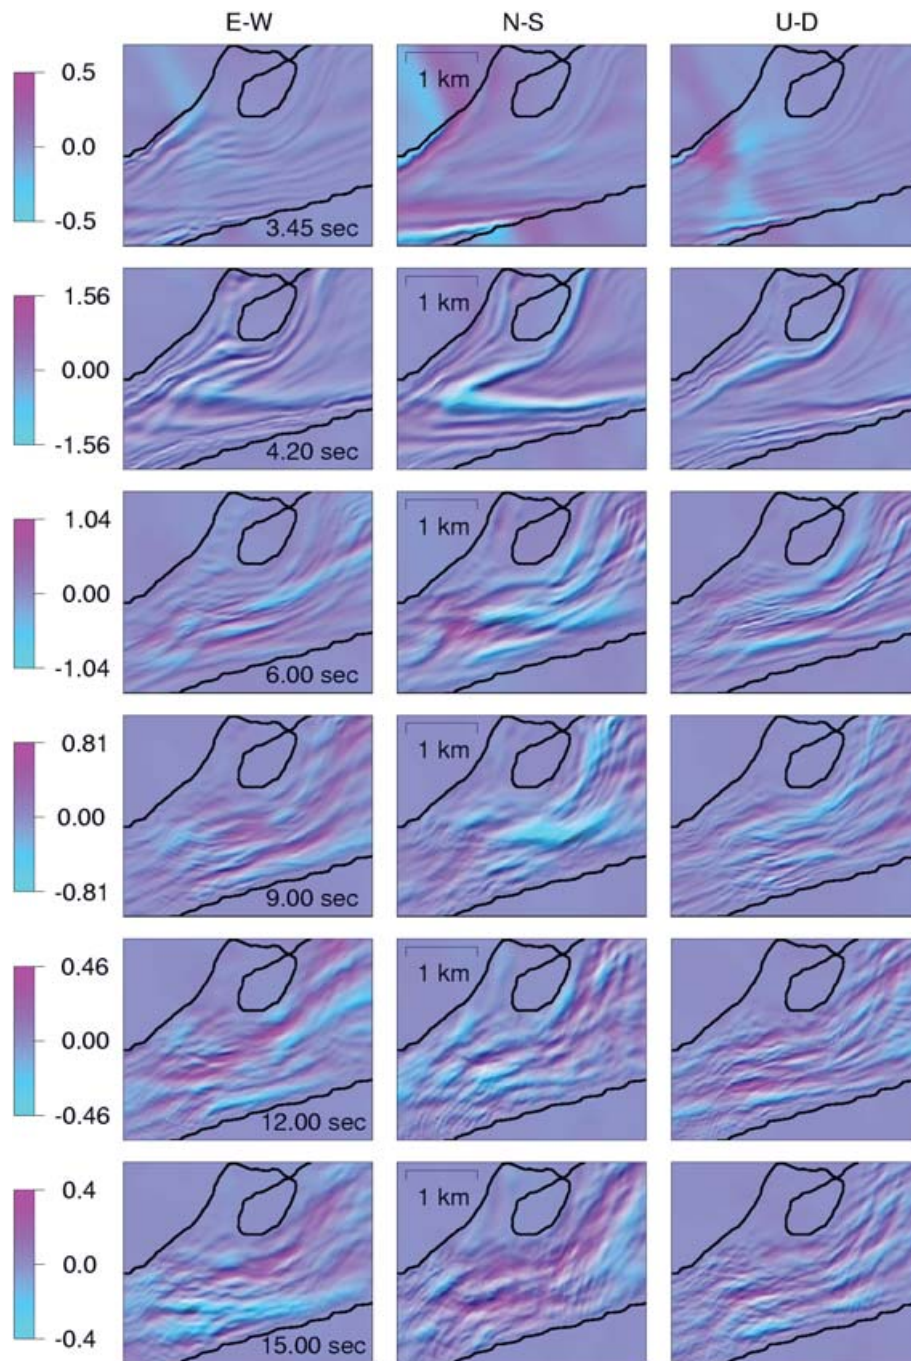 E-W N-S U-D
0.5
1 km
0.0
-0.5
3.45 sec
1.56
1 km
0.00
-1.56
4.20 sec
1.04
1 km
0.00
-1.04
6.00 sec
0.81
1 km
0.00
-0.81
9.00 sec
0.46
1 km
0.00
-0.46
12.00 sec
0.4
1 km
0.0
-0.4
15.00 sec